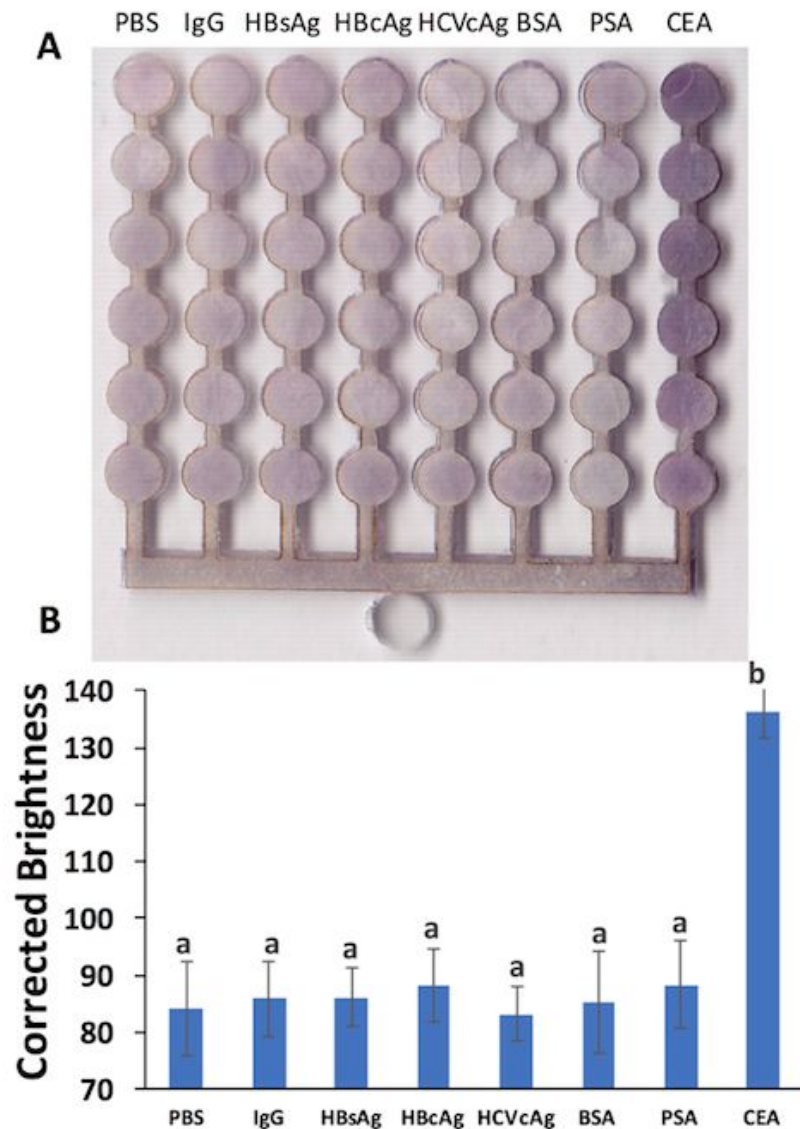 PBS IgG HBsAg HBcAg HCVcAg BSA PSA CEA
A
B
b
140
130
120
110
100
90
80
70
Corrected Brightness
a a a a a a a
PBS IgG HBsAg HBcAg HCVcAg BSA PSA CEA